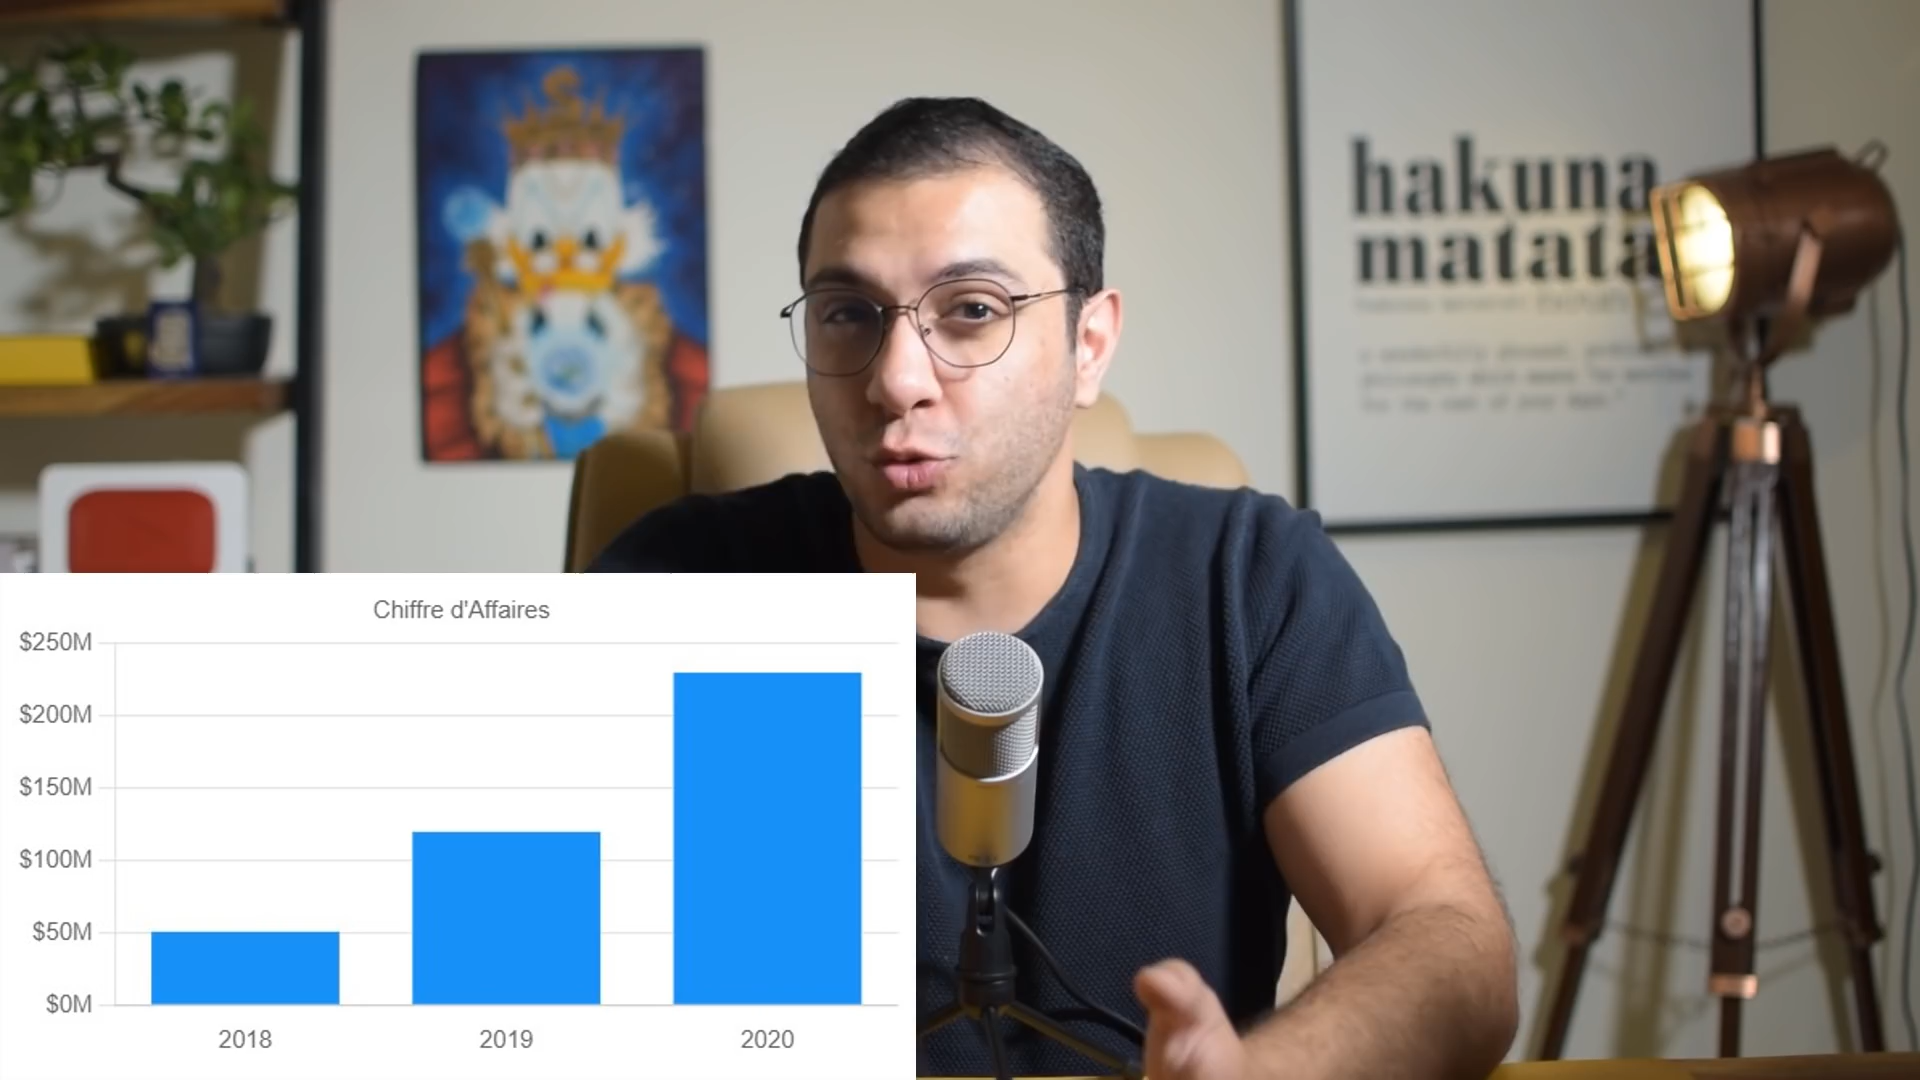 hakuna
matata
Chiffre d'Affaires
$250M
$200M
$150M
$100M
$50M
$0M
2018
2019
2020